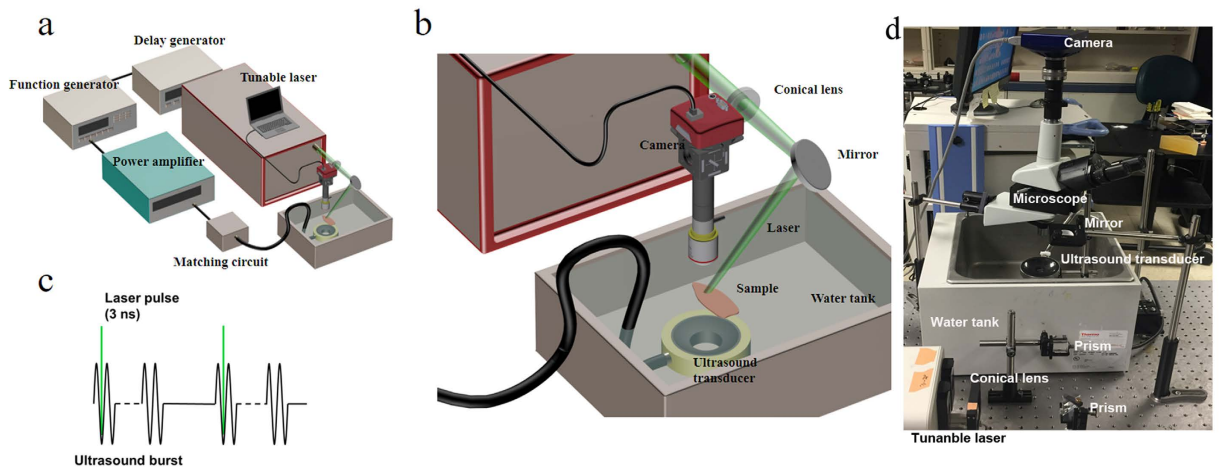 a
Delay generator
Function generator
Tunable laser
Power amplifier
Matching circuit
b
Conical lens
Camera
Mirror
Laser
Sample
Water tank
Ultrasound
transducer
c
Laser pulse
(3 ns)
Ultrasound burst
d
Camera
Microscope
Mirror
Ultrasound transducer
Water tank
Prism
Conical lens
Prism
Tunanble laser